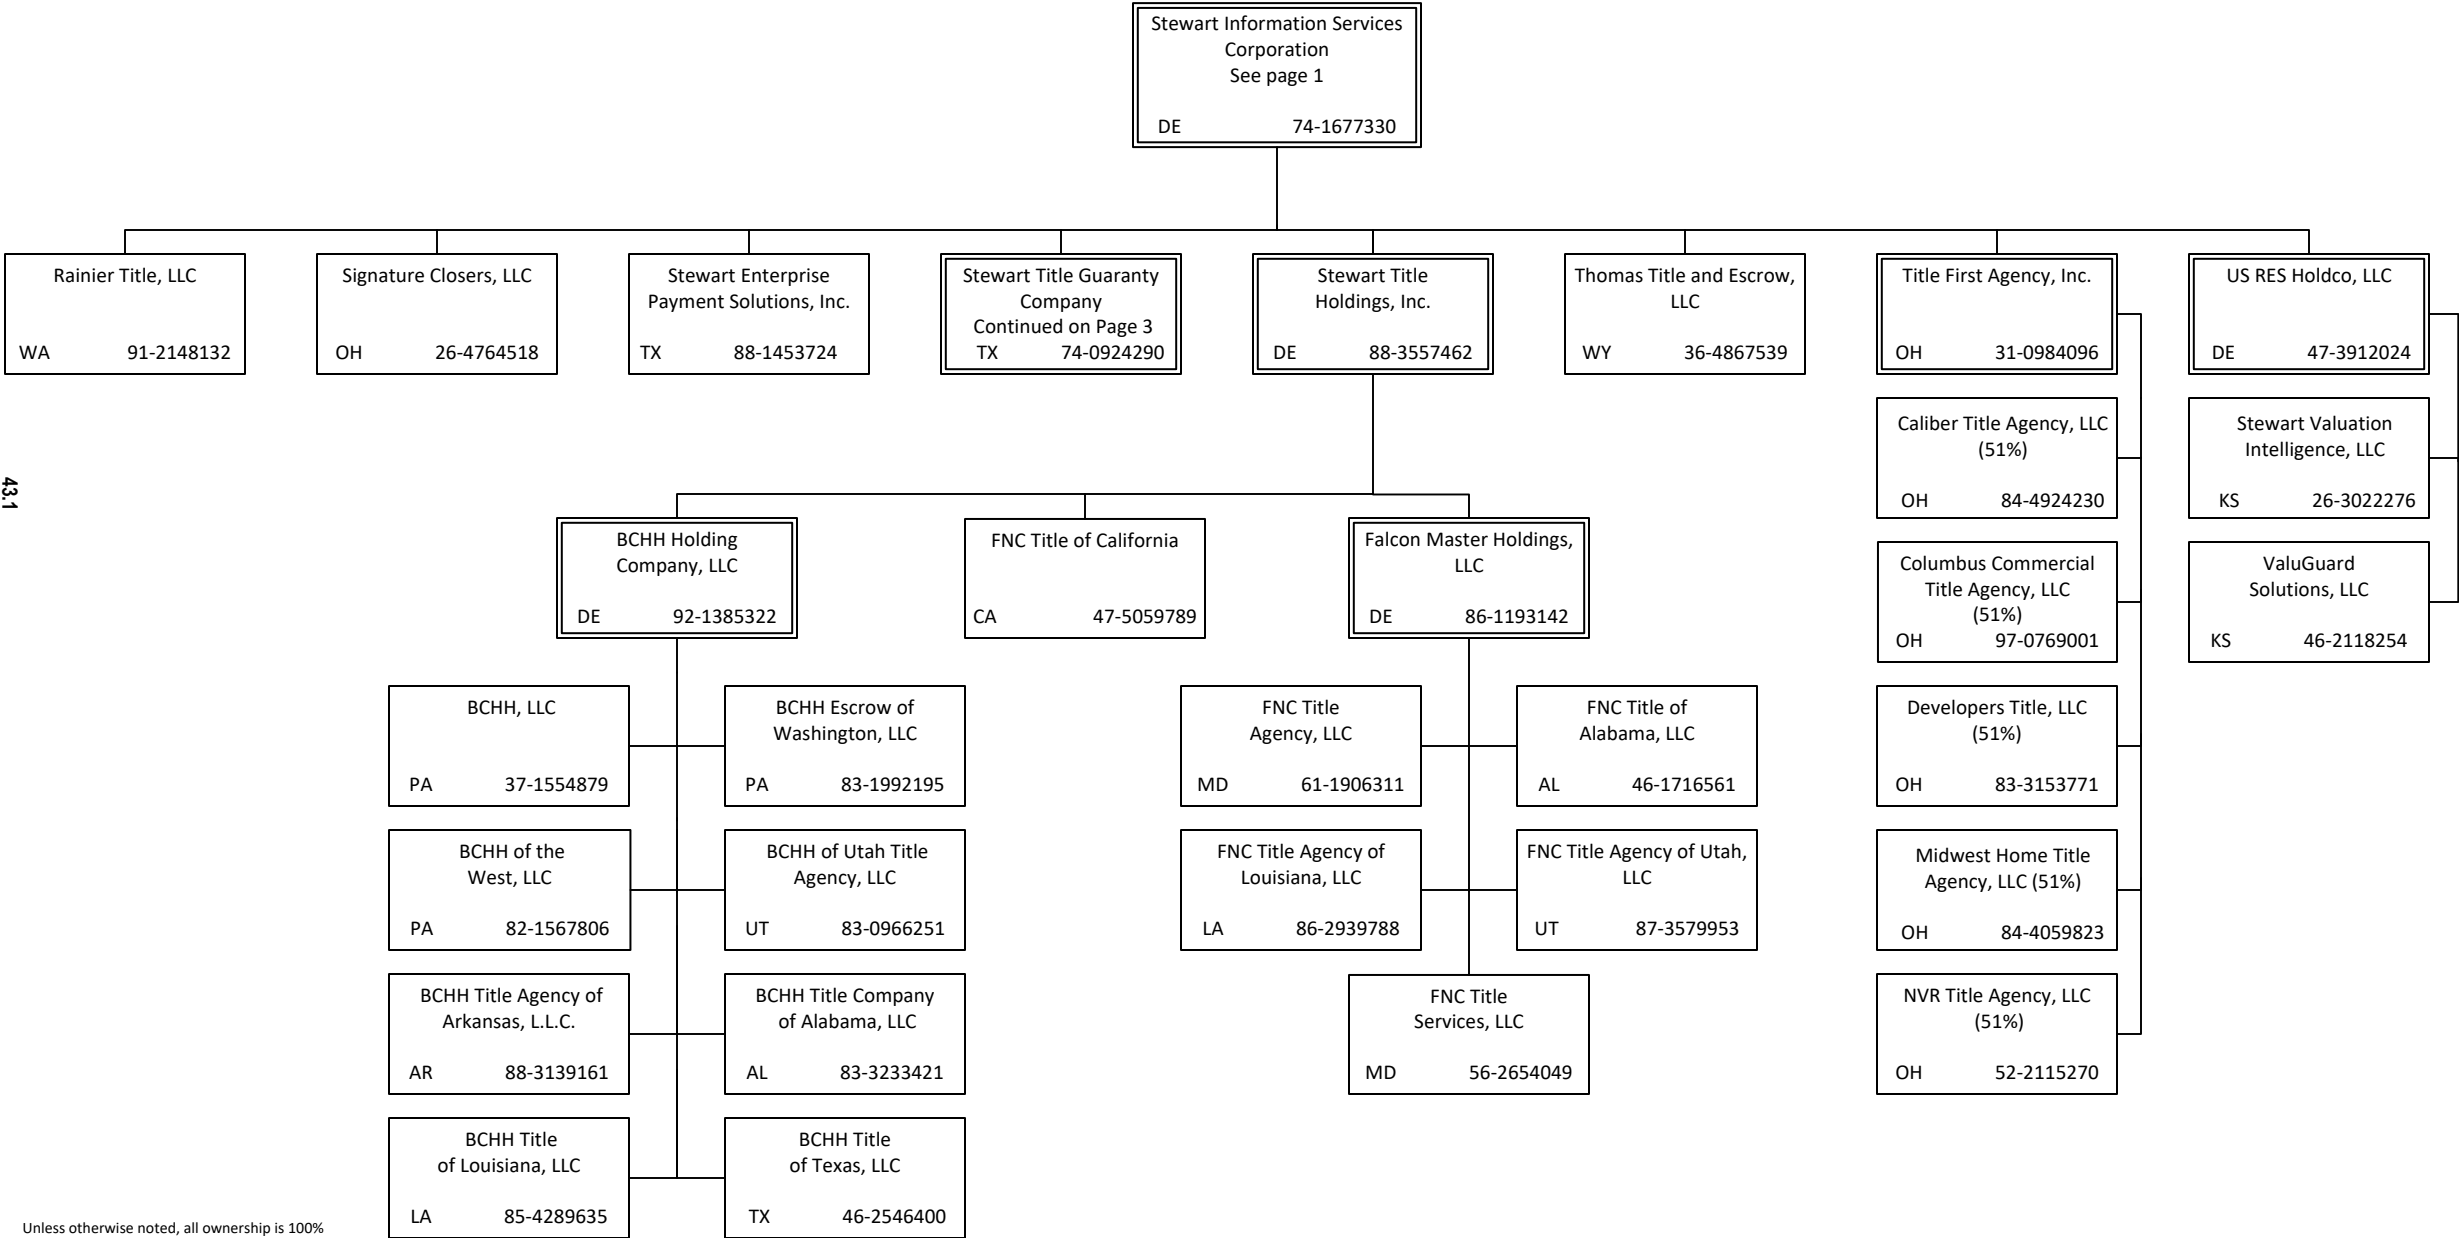 Stewart Information Services
Corporation
See page 1
DE 74-1677330
Rainier Title, LLC
WA 91-2148132
Signature Closers, LLC
OH 26-4764518
Stewart Enterprise
Payment Solutions, Inc.
TX 88-1453724
Stewart Title Guaranty
Company
Continued on Page 3
TX 74-0924290
Stewart Title
Holdings, Inc.
DE 88-3557462
Thomas Title and Escrow,
LLC
WY 36-4867539
Title First Agency, Inc.
OH 31-0984096
US RES Holdco, LLC
DE 47-3912024
Caliber Title Agency, LLC
(51%)
OH 84-4924230
Stewart Valuation
Intelligence, LLC
KS 26-3022276
43.1
BCHH Holding
Company, LLC
DE 92-1385322
FNC Title of California
CA 47-5059789
Falcon Master Holdings,
LLC
DE 86-1193142
Columbus Commercial
Title Agency, LLC
(51%)
OH 97-0769001
ValuGuard
Solutions, LLC
KS 46-2118254
BCHH, LLC
PA 37-1554879
BCHH Escrow of
Washington, LLC
PA 83-1992195
FNC Title
Agency, LLC
MD 61-1906311
FNC Title of
Alabama, LLC
AL 46-1716561
Developers Title, LLC
(51%)
OH 83-3153771
BCHH of the
West, LLC
PA 82-1567806
BCHH of Utah Title
Agency, LLC
UT 83-0966251
FNC Title Agency of
Louisiana, LLC
LA 86-2939788
FNC Title Agency of Utah,
LLC
UT 87-3579953
Midwest Home Title
Agency, LLC (51%)
OH 84-4059823
BCHH Title Agency of
Arkansas, L.L.C.
AR 88-3139161
BCHH Title Company
of Alabama, LLC
AL 83-3233421
FNC Title
Services, LLC
MD 56-2654049
NVR Title Agency, LLC
(51%)
OH 52-2115270
BCHH Title
of Louisiana, LLC
LA 85-4289635
BCHH Title
of Texas, LLC
TX 46-2546400
Unless otherwise noted, all ownership is 100%